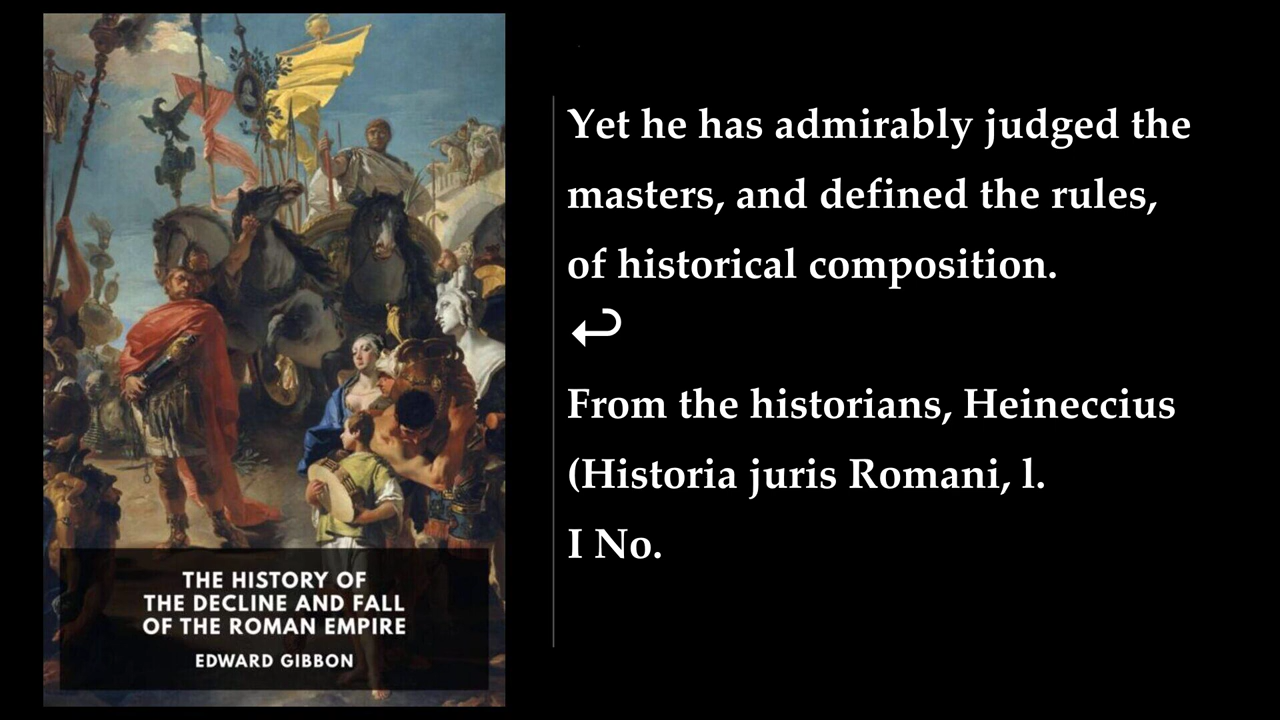 THE HISTORY OF
THE DECLINE AND FALL
OF THE ROMAN EMPIRE
EDWARD GIBBON
Yet he has admirably judged the
masters, and defined the rules,
of historical composition.
↩
From the historians, Heineccius
(Historia juris Romani, l.
I No.